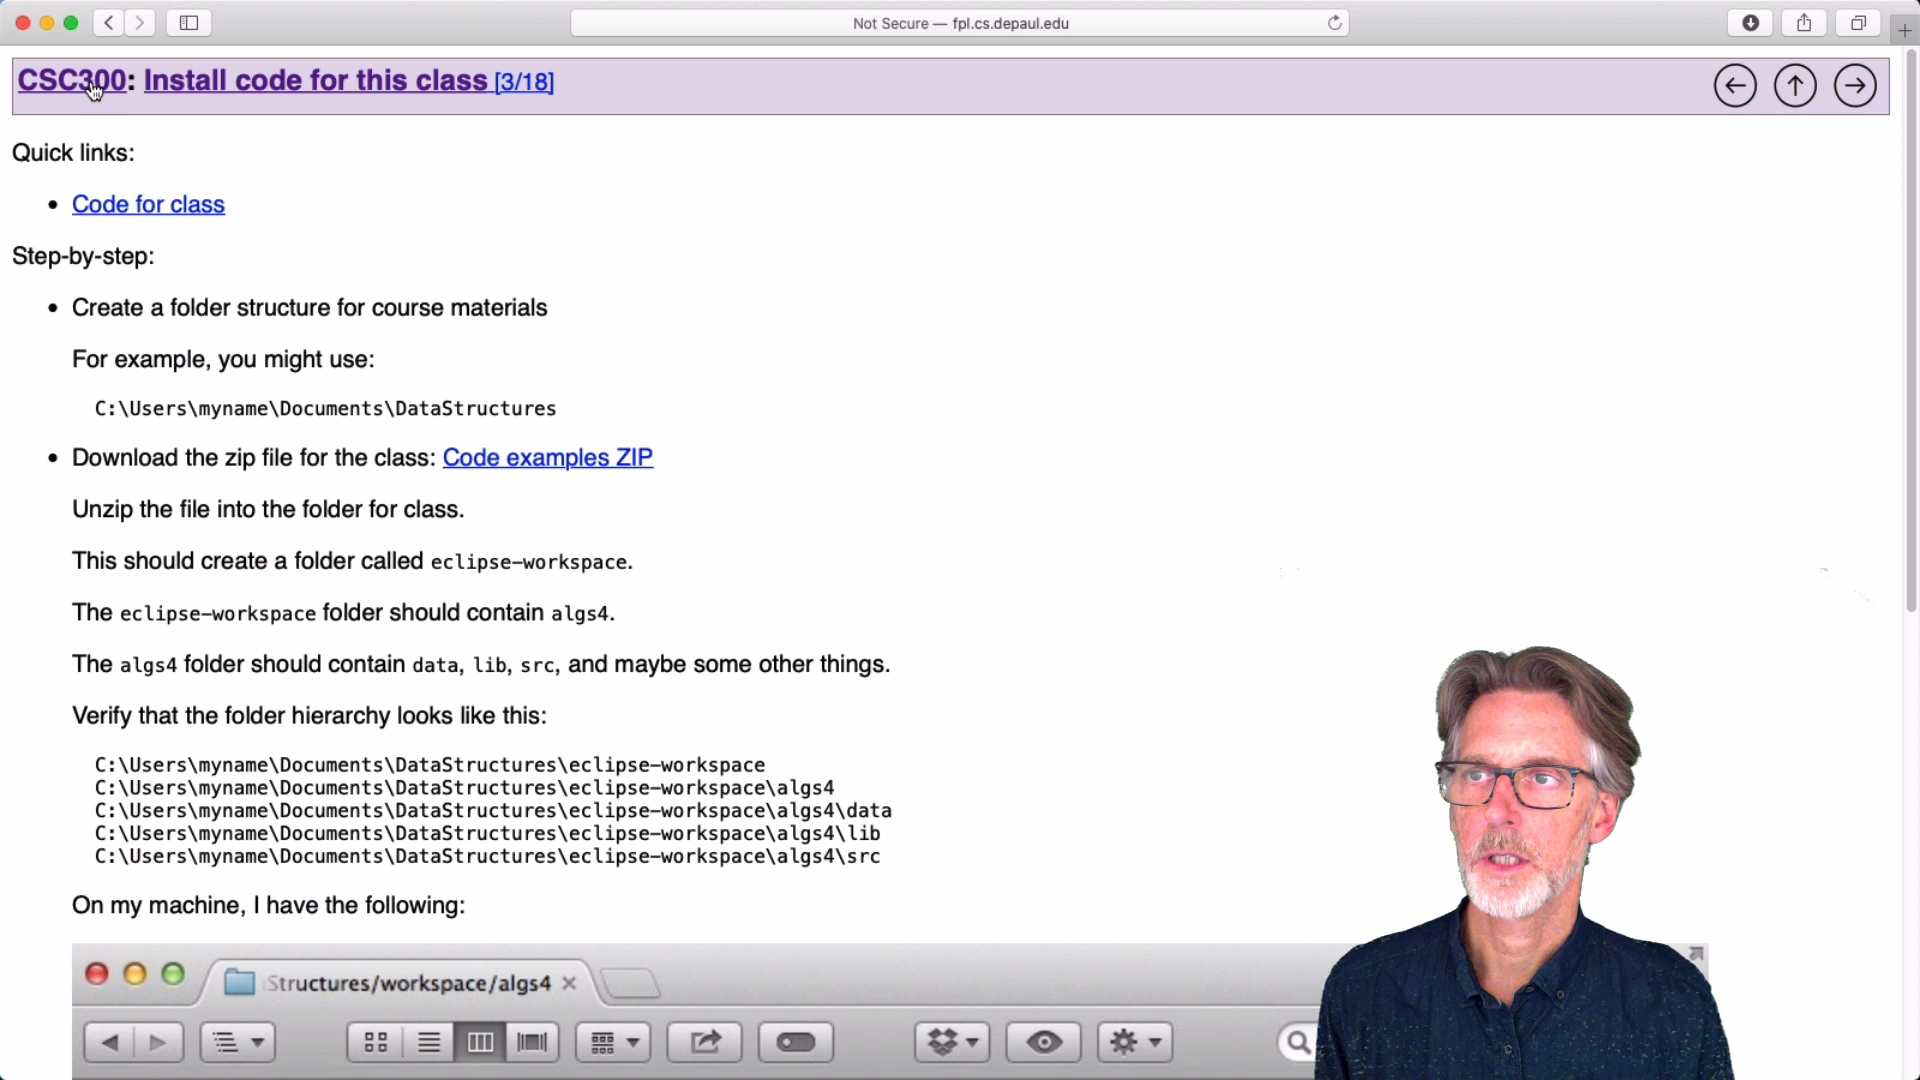 Not Secure — fpl.cs.depaul.edu
CSC300: Install code for this class [3/18]
Quick links:
Code for class
Step-by-step:
Create a folder structure for course materials
For example, you might use:
C:\Users\myname\Documents\DataStructures
Download the zip file for the class: Code examples ZIP
Unzip the file into the folder for class.
This should create a folder called eclipse-workspace.
The eclipse-workspace folder should contain algs4.
The algs4 folder should contain data, lib, src, and maybe some other things.
Verify that the folder hierarchy looks like this:
C:\Users\myname\Documents\DataStructures\eclipse-workspace
C:\Users\myname\Documents\DataStructures\eclipse-workspace\algs4
C:\Users\myname\Documents\DataStructures\eclipse-workspace\algs4\data
C:\Users\myname\Documents\DataStructures\eclipse-workspace\algs4\lib
C:\Users\myname\Documents\DataStructures\eclipse-workspace\algs4\src
On my machine, I have the following:
Structures/workspace/algs4